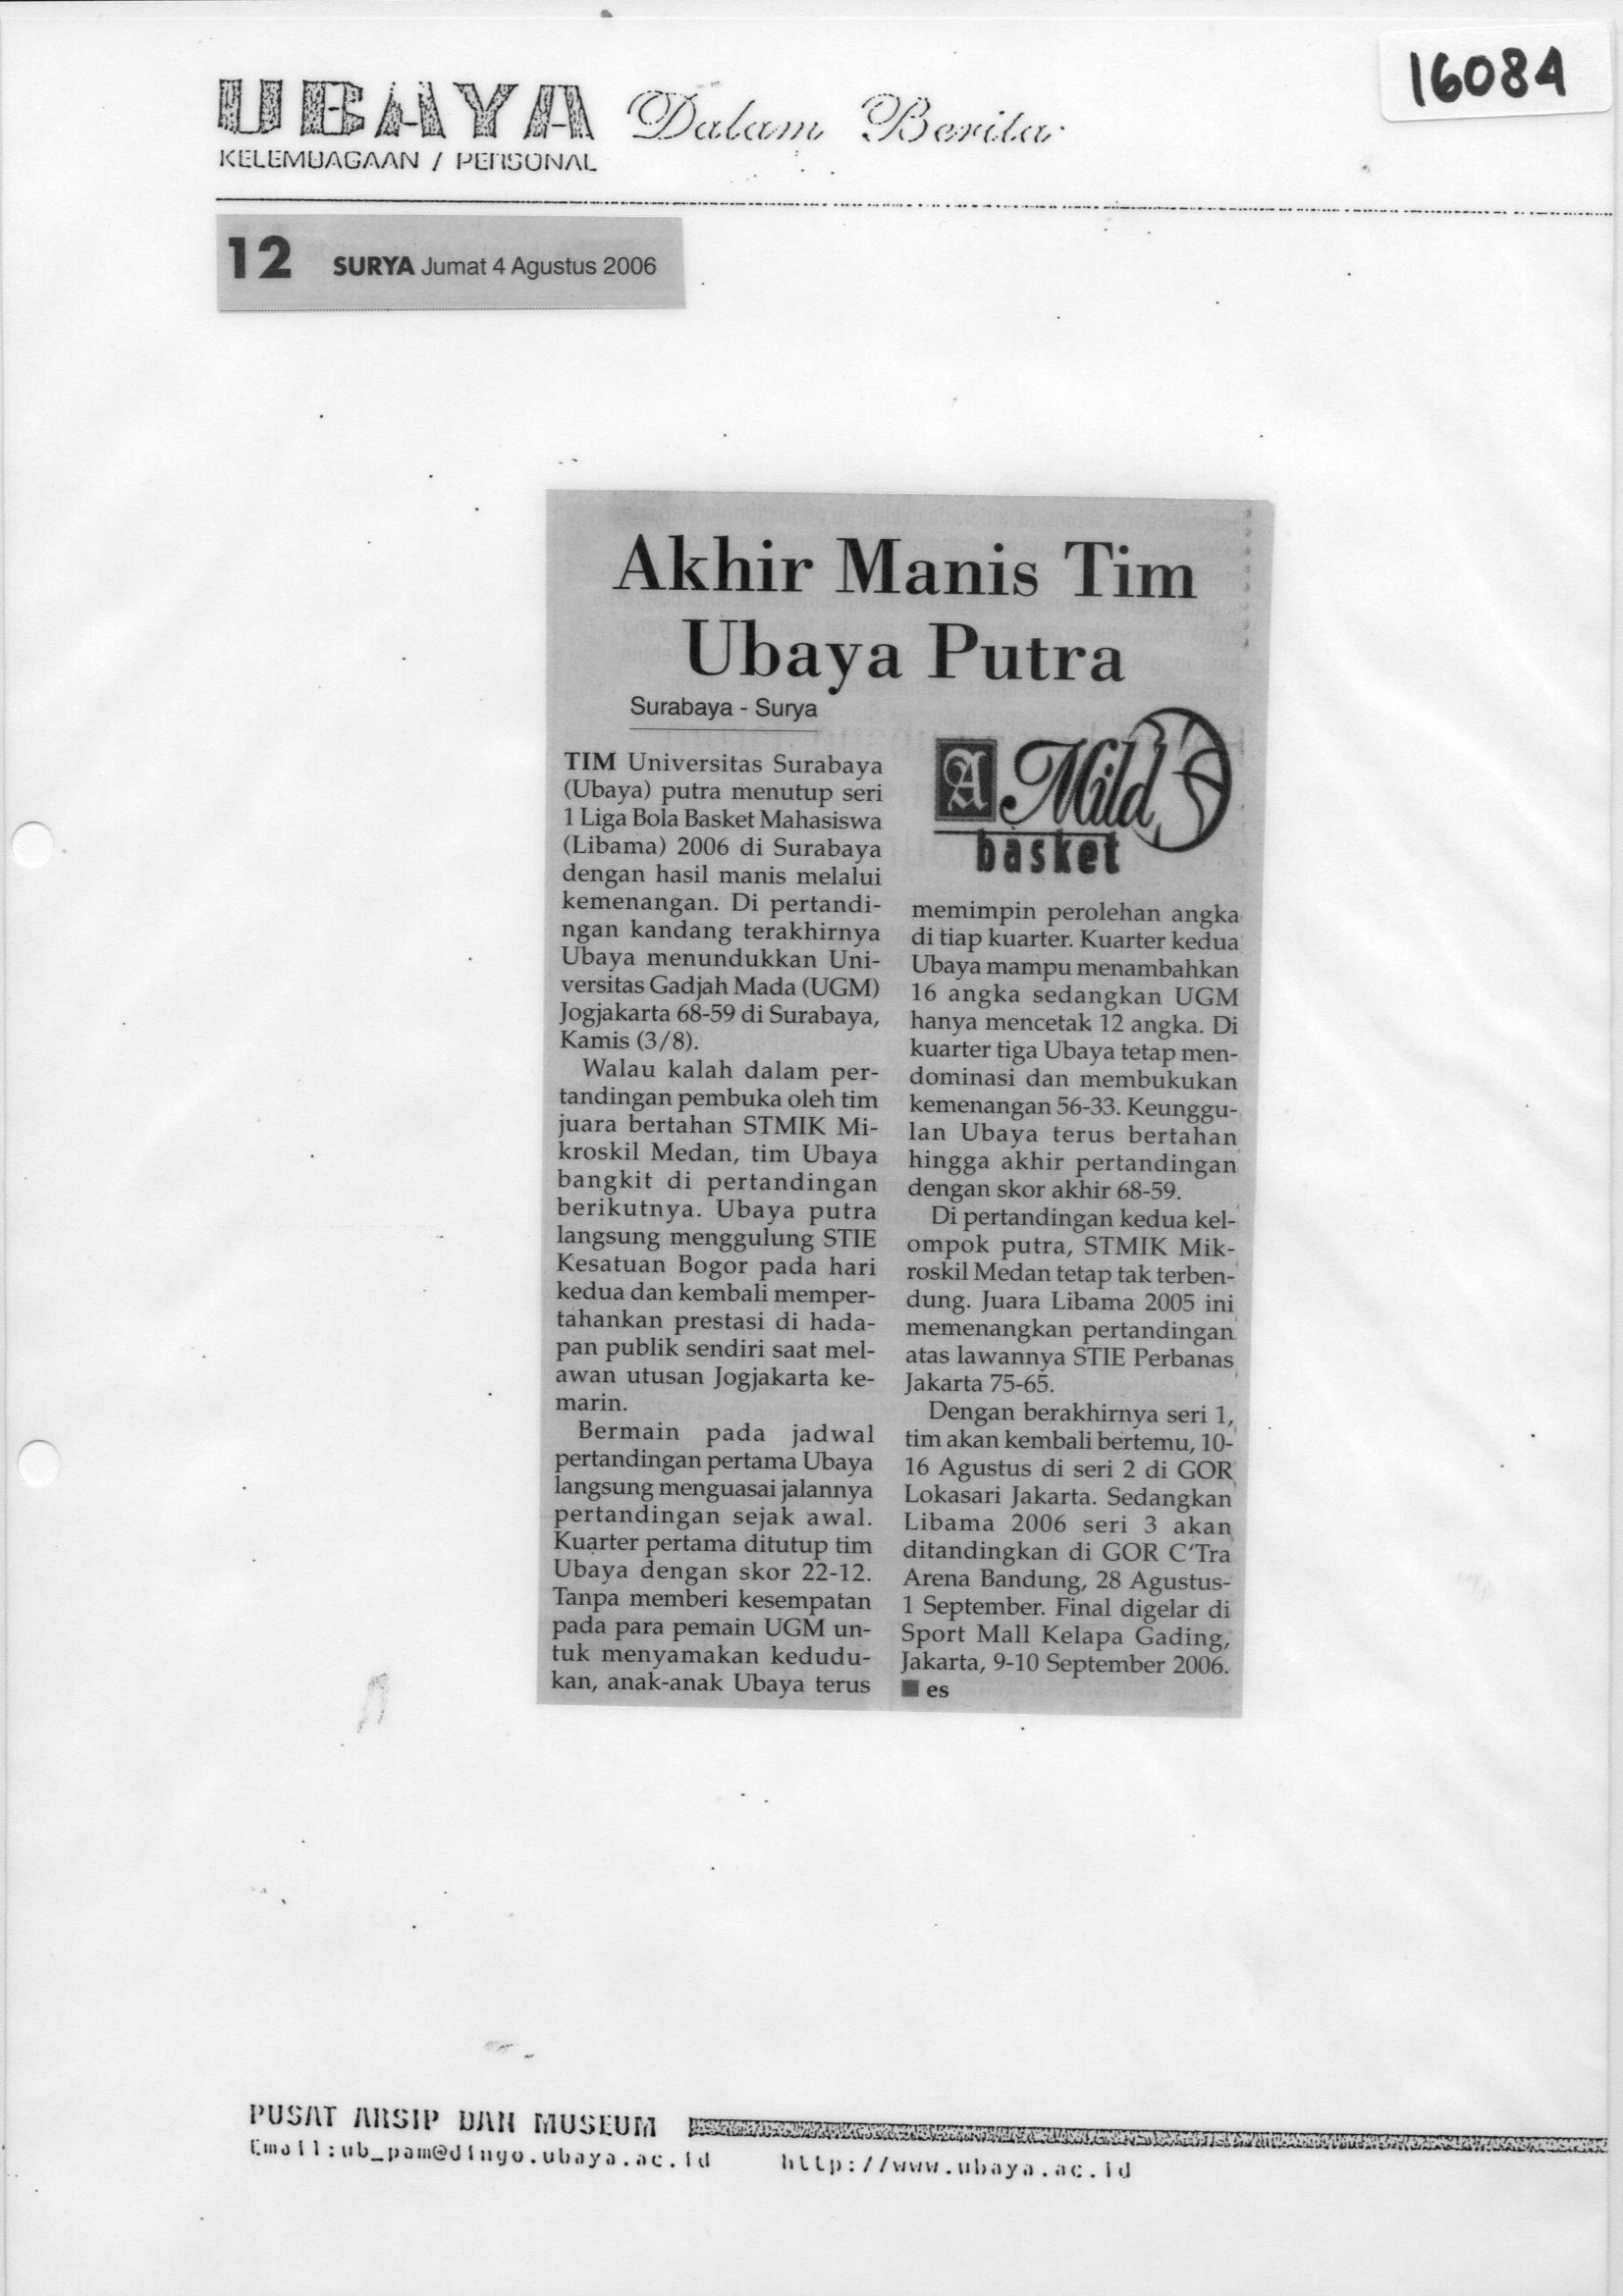 16084
UBAYA Dalam Berita
KELEMBAGAAN / PERSONAL
12 SURYA Jumat 4 Agustus 2006
Akhir Manis Tim
Ubaya Putra
Surabaya - Surya
TIM Universitas Surabaya
(Ubaya) putra menutup seri
1 Liga Bola Basket Mahasiswa
(Libama) 2006 di Surabaya
dengan hasil manis melalui
kemenangan. Di pertandi-
ngan kandang terakhirnya
Ubaya menundukkan Uni-
versitas Gadjah Mada (UGM)
Jogjakarta 68-59 di Surabaya,
Kamis (3/8).
Walau kalah dalam per-
tandingan pembuka oleh tim
juara bertahan STMIK Mi-
kroskil Medan, tim Ubaya
bangkit di pertandingan
berikutnya. Ubaya putra
langsung menggulung STIE
Kesatuan Bogor pada hari
kedua dan kembali memper-
tahankan prestasi di hada-
pan publik sendiri saat mel-
awan utusan Jogjakarta ke-
marin.
Bermain pada jadwal
pertandingan pertama Ubaya
langsung menguasai jalannya
pertandingan sejak awal.
Kuarter pertama ditutup tim
Ubaya dengan skor 22-12.
Tanpa memberi kesempatan
pada para pemain UGM un-
tuk menyamakan kedudu-
kan, anak-anak Ubaya terus
A Mild
basket
memimpin perolehan angka
di tiap kuarter. Kuarter kedua
Ubaya mampu menambahkan
16 angka sedangkan UGM
hanya mencetak 12 angka. Di
kuarter tiga Ubaya tetap men-
dominasi dan membukukan
kemenangan 56-33. Keunggu-
lan Ubaya terus bertahan
hingga akhir pertandingan
dengan skor akhir 68-59.
Di pertandingan kedua kel-
ompok putra, STMIK Mik-
roskil Medan tetap tak terben-
dung. Juara Libama 2005 ini
memenangkan pertandingan
atas lawannya STIE Perbanas
Jakarta 75-65.
Dengan berakhirnya seri 1,
tim akan kembali bertemu, 10-
16 Agustus di seri 2 di GOR
Lokasari Jakarta. Sedangkan
Libama 2006 seri 3 akan
ditandingkan di GOR C'Tra
Arena Bandung, 28 Agustus-
1 September. Final digelar di
Sport Mall Kelapa Gading,
Jakarta, 9-10 September 2006.
es
PUSAT ARSIP DAN MUSEUM
Email:ub_pam@dingo.ubaya.ac.id http://www.ubaya.ac.id